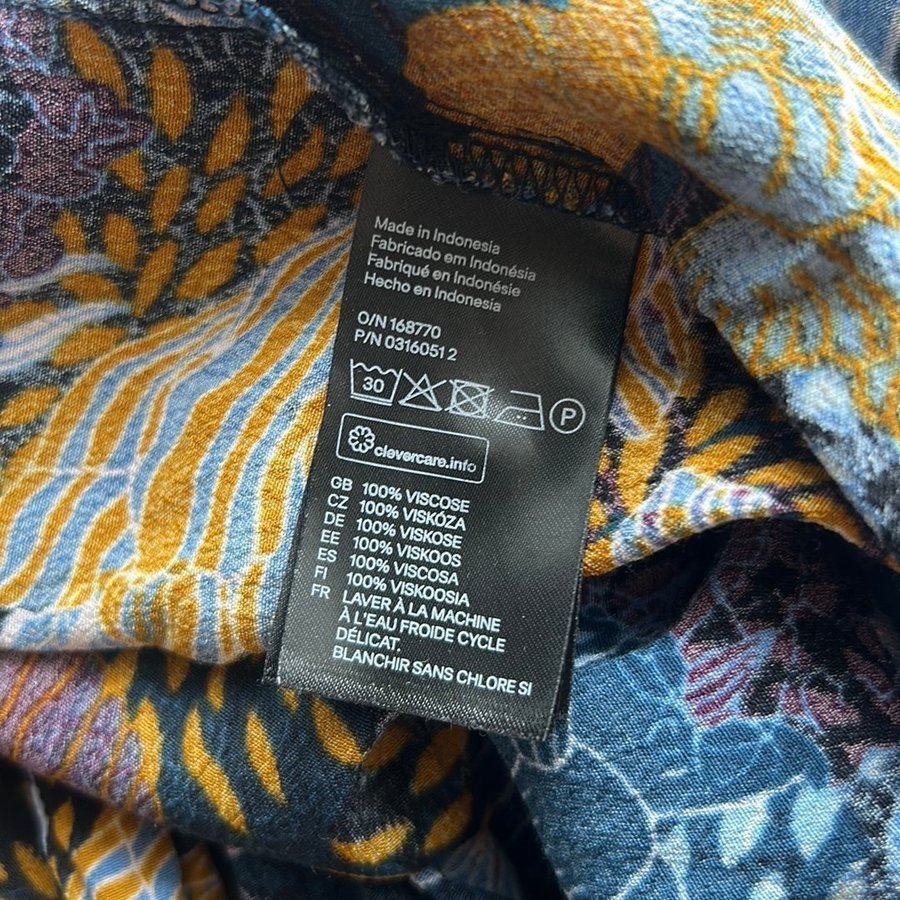 Made in Indonesia
Fabricado em Indonésia
Fabriqué en Indonésie
Hecho en Indonesia
O/N 168770
P/N 0316051 2
30 P
clevercare.info
GB 100% VISCOSE
CZ 100% VISKÓZA
DE 100% VISKOSE
EE 100% VISKOOS
ES 100% VISCOSA
FI 100% VISKOOSIA
FR LAVER À LA MACHINE
À L'EAU FROIDE CYCLE
DÉLICAT.
BLANCHIR SANS CHLORE SI